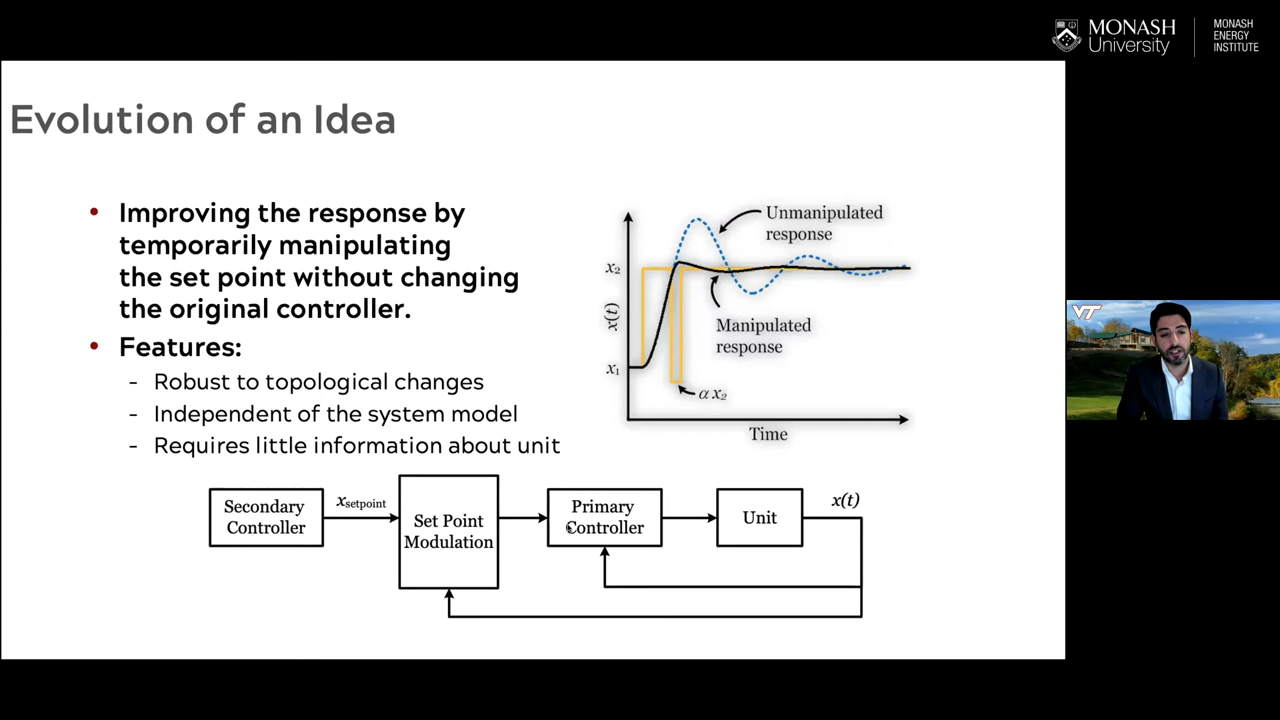 MONASH
University
MONASH
ENERGY
INSTITUTE
Evolution of an Idea
• Improving the response by
temporarily manipulating
the set point without changing
the original controller.
• Features:
- Robust to topological changes
- Independent of the system model
- Requires little information about unit
Unmanipulated
response
x2
x(t)
Manipulated
response
x1
α x2
Time
Secondary
Controller
xsetpoint
Set Point
Modulation
Primary
Controller
Unit
x(t)
VT